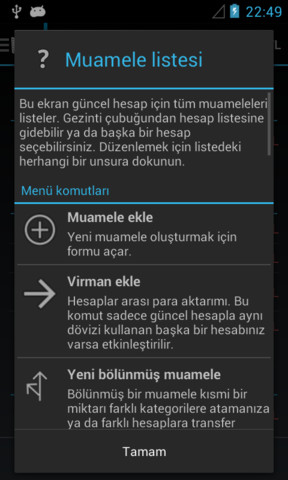 22:49
? Muamele listesi
Bu ekran güncel hesap için tüm muameleleri
listeler. Gezinti çubuğundan hesap listesine
gidebilir ya da başka bir hesap
seçebilirsiniz. Düzenlemek için listedeki
herhangi bir unsura dokunun.
Menü komutları
Muamele ekle
Yeni muamele oluşturmak için
formu açar.
Virman ekle
Hesaplar arası para aktarımı. Bu
komut sadece güncel hesapla aynı
dövizi kullanan başka bir hesabınız
varsa etkinleştirilir.
Yeni bölünmüş muamele
Bölünmüş bir muamele kısmi bir
miktarı farklı kategorilere atamanıza
ya da farklı hesaplara transfer
Tamam